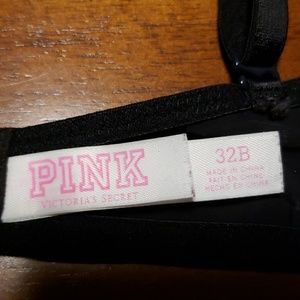 PINK
VICTORIA'S SECRET
32B
MADE IN CHINA
FAIT EN CHINE
HECHO EN CHINA